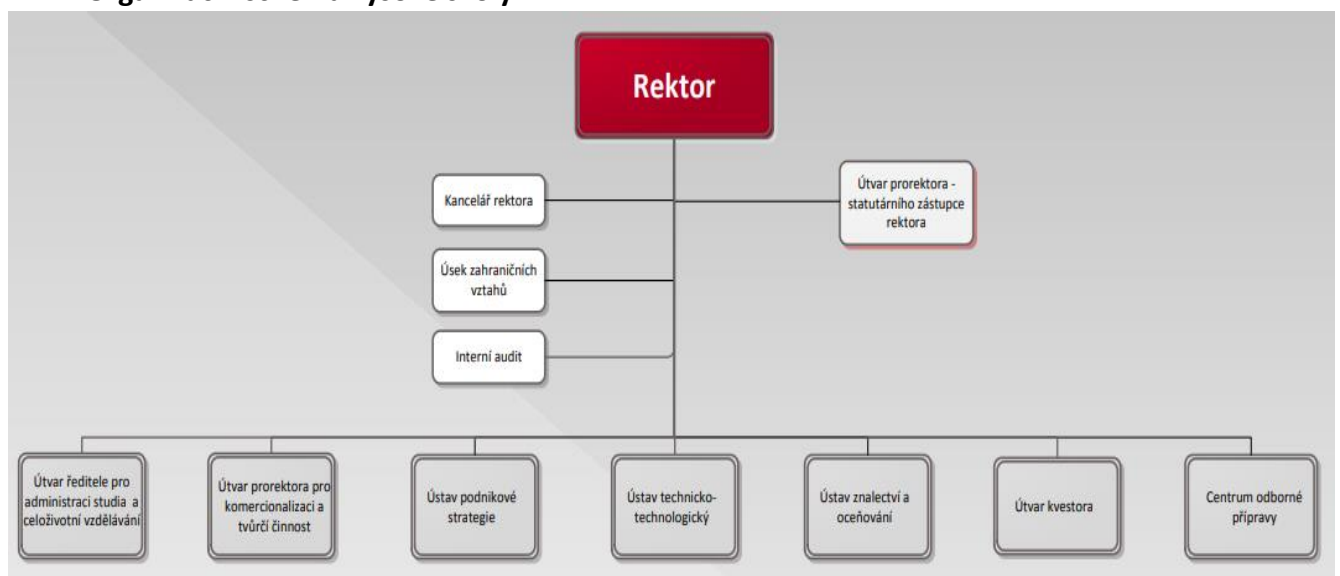 Rektor
Kancelář rektora
Útvar prorektora -
statutárního zástupce
rektora
Úsek zahraničních
vztahů
Interní audit
Útvar ředitele pro
administraci studia a
celoživotní vzdělávání
Útvar prorektora pro
komercionalizaci a
tvůrčí činnost
Ústav podnikové
strategie
Ústav technicko-
technologický
Ústav znalectví a
oceňování
Útvar kvestora
Centrum odborné
přípravy